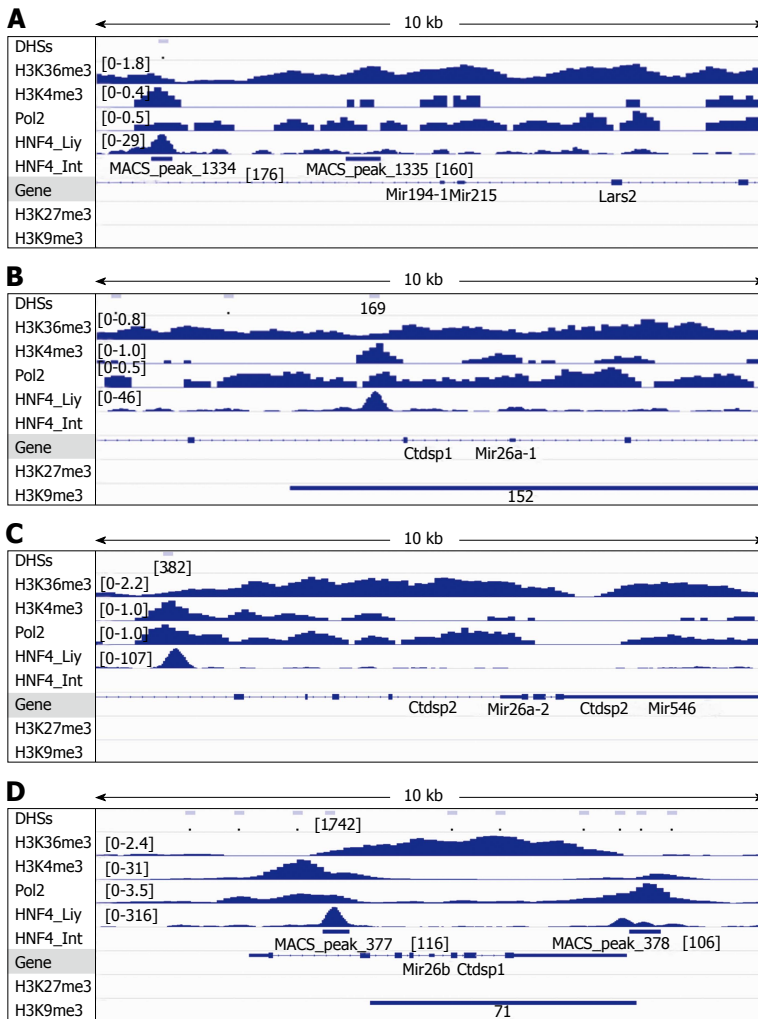 A
10 kb
DHSs
H3K36me3 [0-1.8]
H3K4me3 [0-0.4]
Pol2 [0-0.5]
HNF4_Liy [0-29]
HNF4_Int MACS_peak_1334 [176] MACS_peak_1335 [160]
Gene Mir194-1 Mir215 Lars2
H3K27me3
H3K9me3
B
10 kb
DHSs 169
H3K36me3 [0-0.8]
H3K4me3 [0-1.0]
Pol2 [0-0.5]
HNF4_Liy [0-46]
HNF4_Int
Gene Ctdsp1 Mir26a-1
H3K27me3
H3K9me3 152
C
10 kb
DHSs [382]
H3K36me3 [0-2.2]
H3K4me3 [0-1.0]
Pol2 [0-1.0]
HNF4_Liy [0-107]
HNF4_Int
Gene Ctdsp2 Mir26a-2 Ctdsp2 Mir546
H3K27me3
H3K9me3
D
10 kb
DHSs [1742]
H3K36me3 [0-2.4]
H3K4me3 [0-31]
Pol2 [0-3.5]
HNF4_Liy [0-316]
HNF4_Int MACS_peak_377 [116] MACS_peak_378 [106]
Gene Mir26b Ctdsp1
H3K27me3
H3K9me3 71